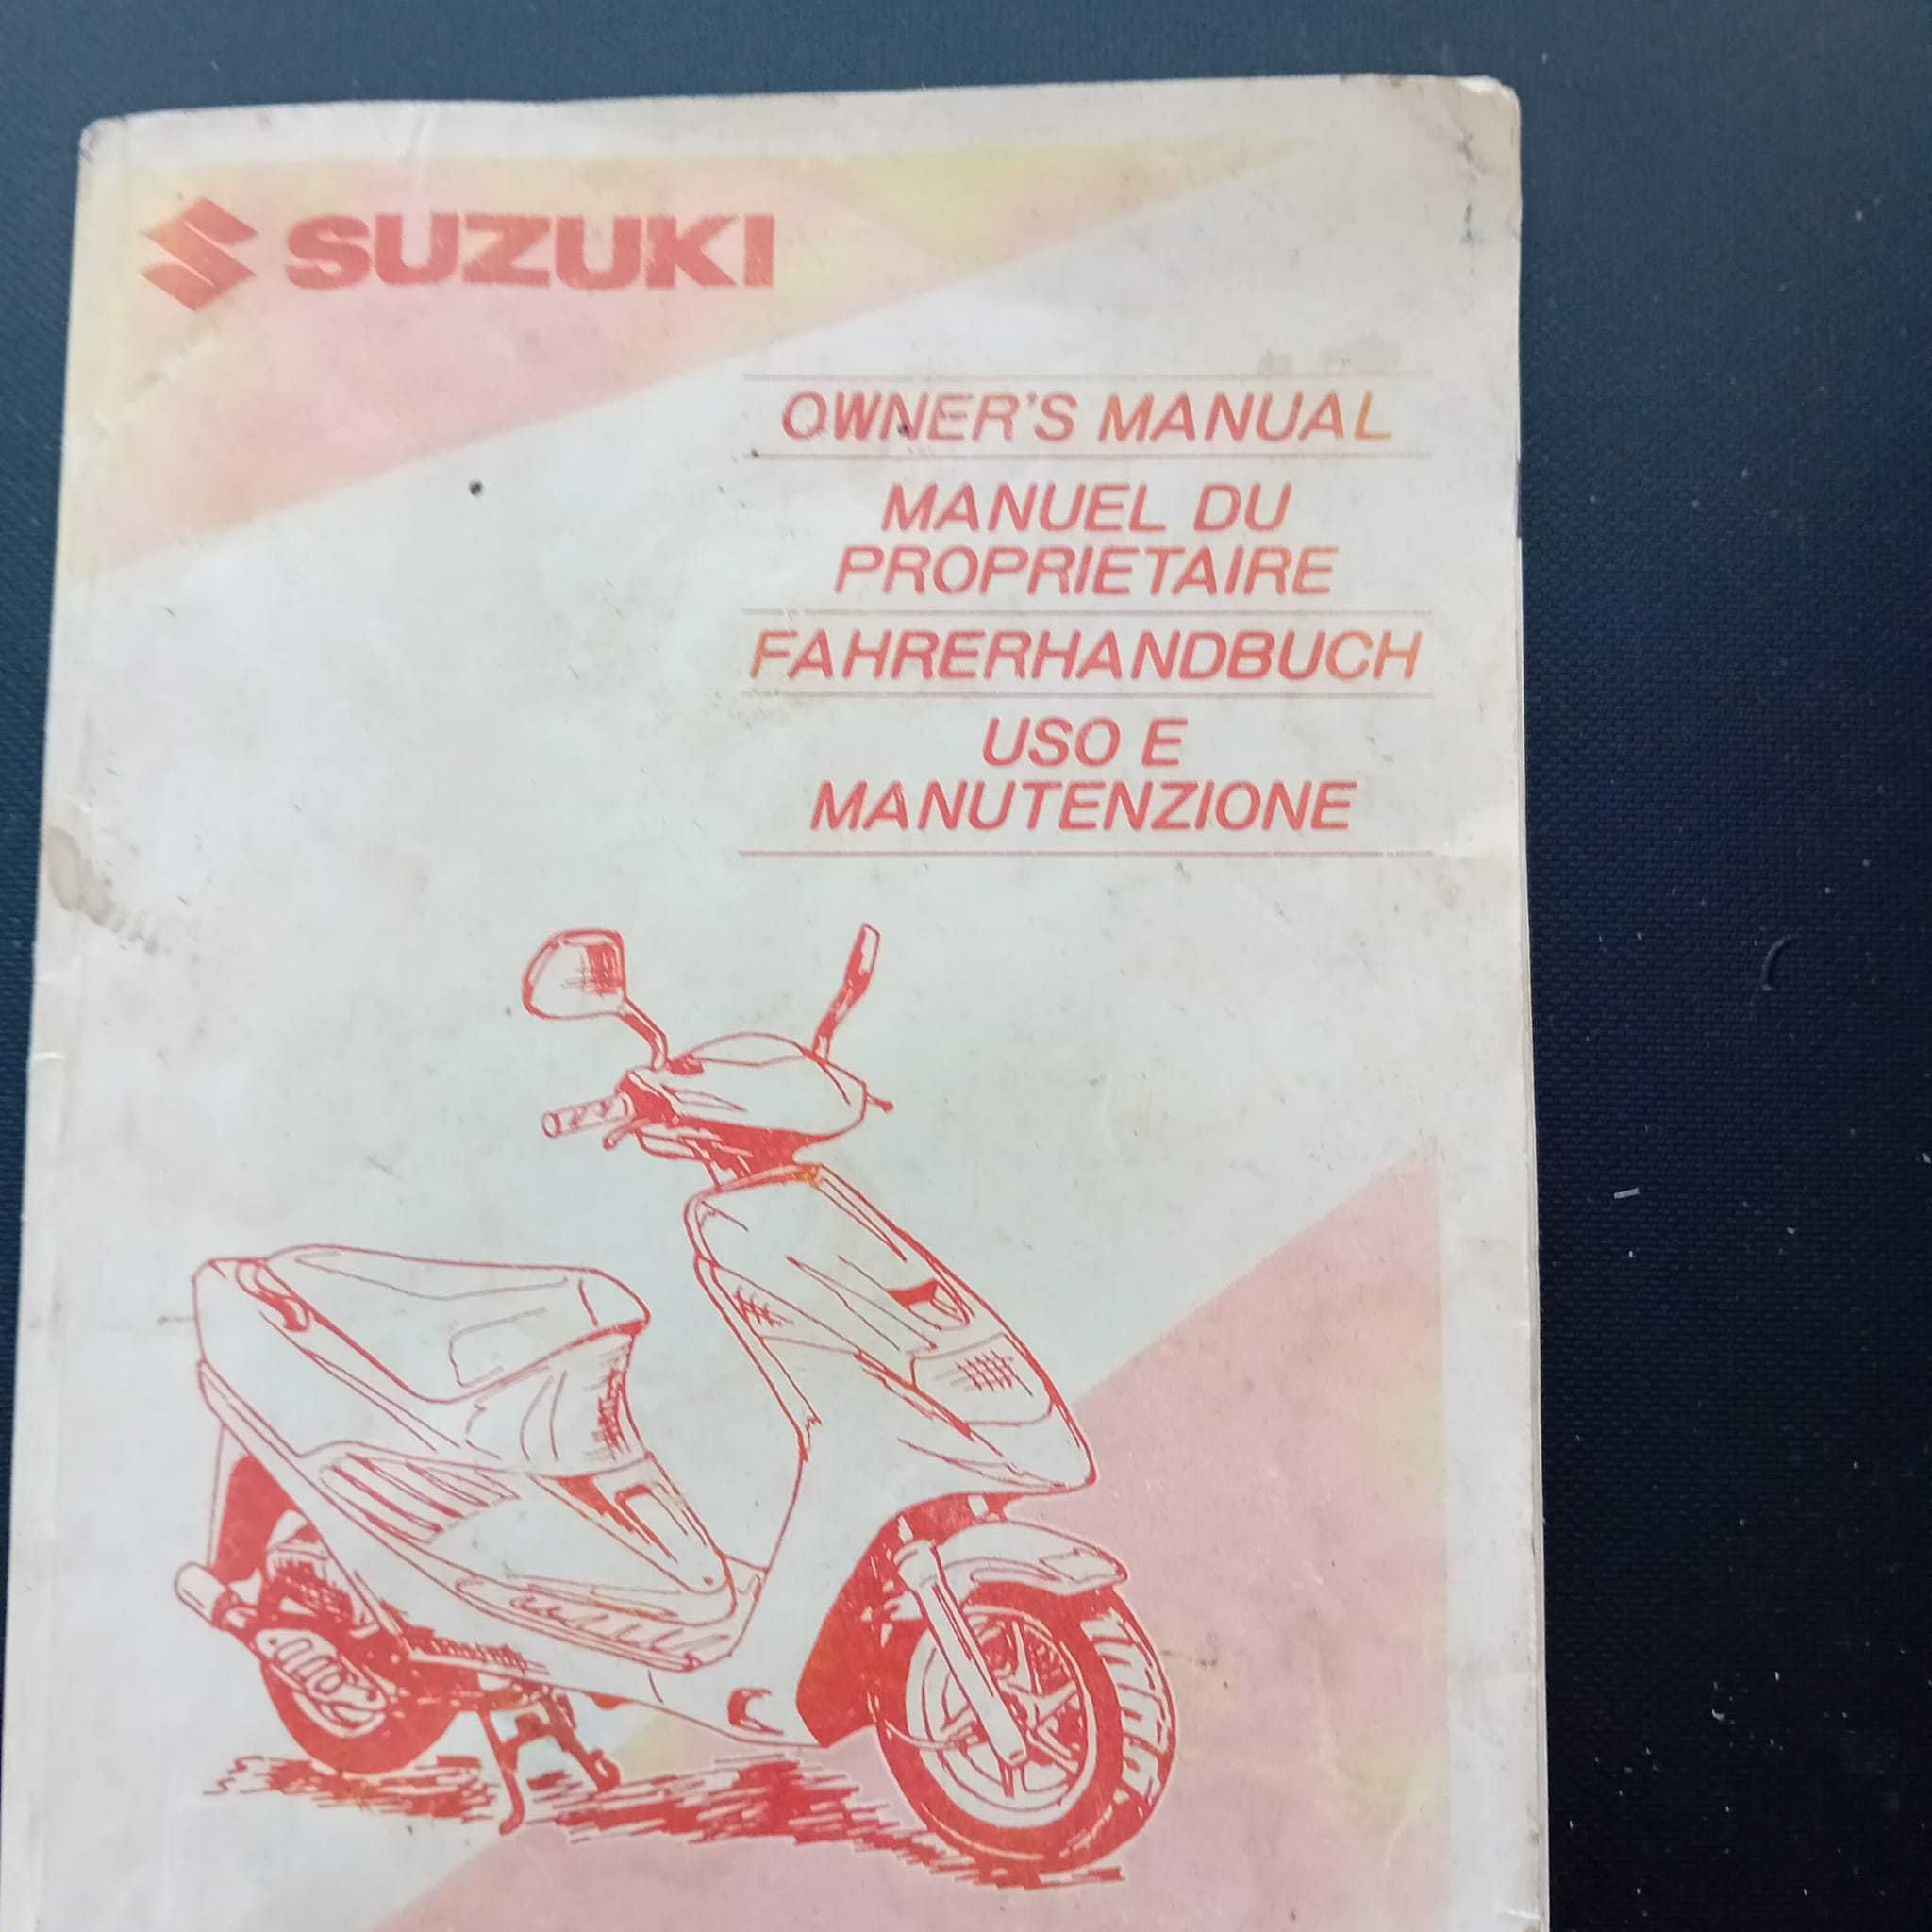 SUZUKI
OWNER'S MANUAL
MANUEL DU
PROPRIETAIRE
FAHRERHANDBUCH
USO E
MANUTENZIONE